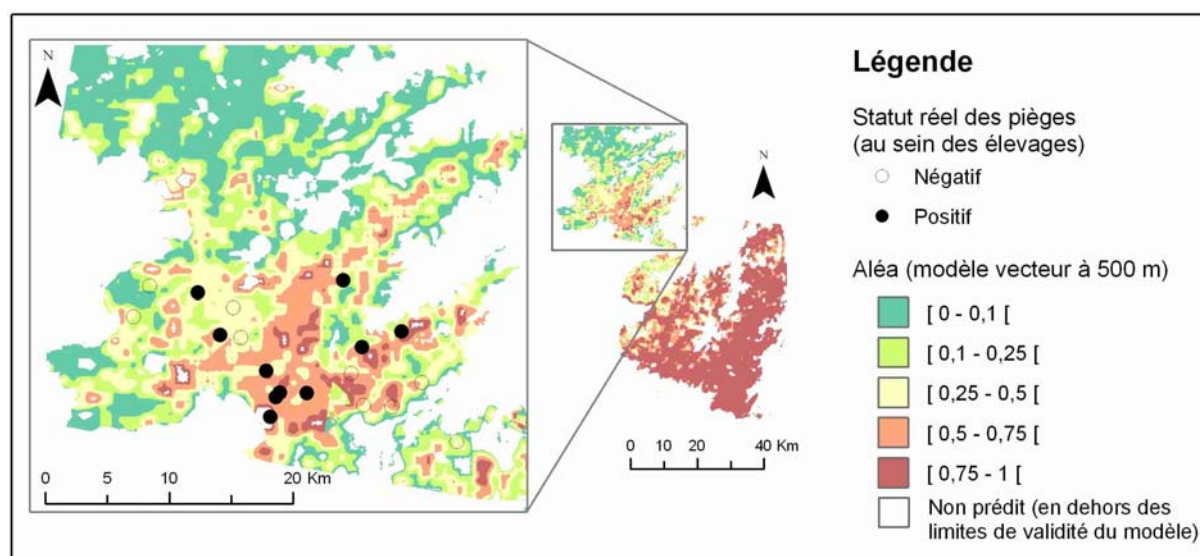 N
0 10 20 Km
N
0 10 20 40 Km
Légende
Statut réel des pièges
(au sein des élevages)
Négatif
Positif
Aléa (modèle vecteur à 500 m)
[ 0 - 0,1 [
[ 0,1 - 0,25 [
[ 0,25 - 0,5 [
[ 0,5 - 0,75 [
[ 0,75 - 1 [
Non prédit (en dehors des
limites de validité du modèle)